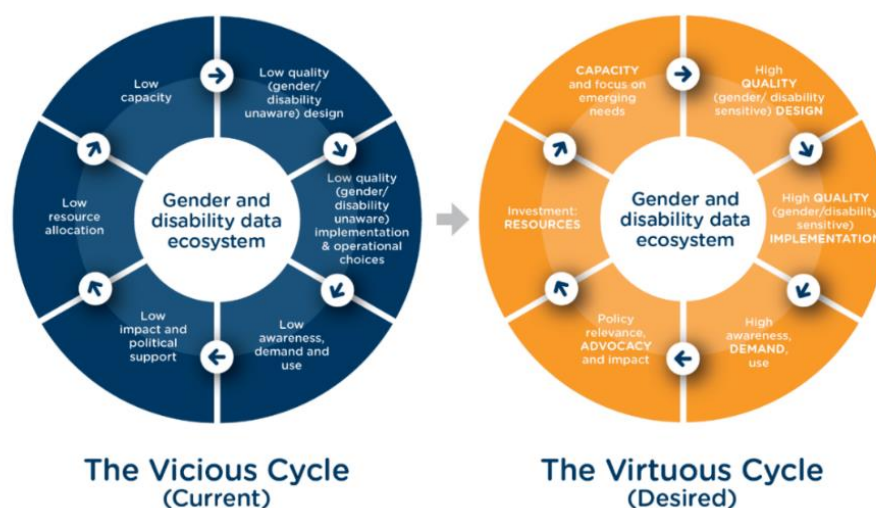 Low
capacity
Low quality
(gender/
disability
unaware) design
Low quality
(gender/
disability
unaware)
implementation
& operational
choices
Low
awareness,
demand and
use
Low
impact and
political
support
Low
resource
allocation
Gender and
disability data
ecosystem
The Vicious Cycle
(Current)
CAPACITY
and focus on
emerging
needs
High
QUALITY
(gender/ disability
sensitive) DESIGN
High QUALITY
(gender/disability
sensitive)
IMPLEMENTATION
High
awareness,
DEMAND,
use
Policy
relevance,
ADVOCACY
and impact
Investment:
RESOURCES
Gender and
disability data
ecosystem
The Virtuous Cycle
(Desired)